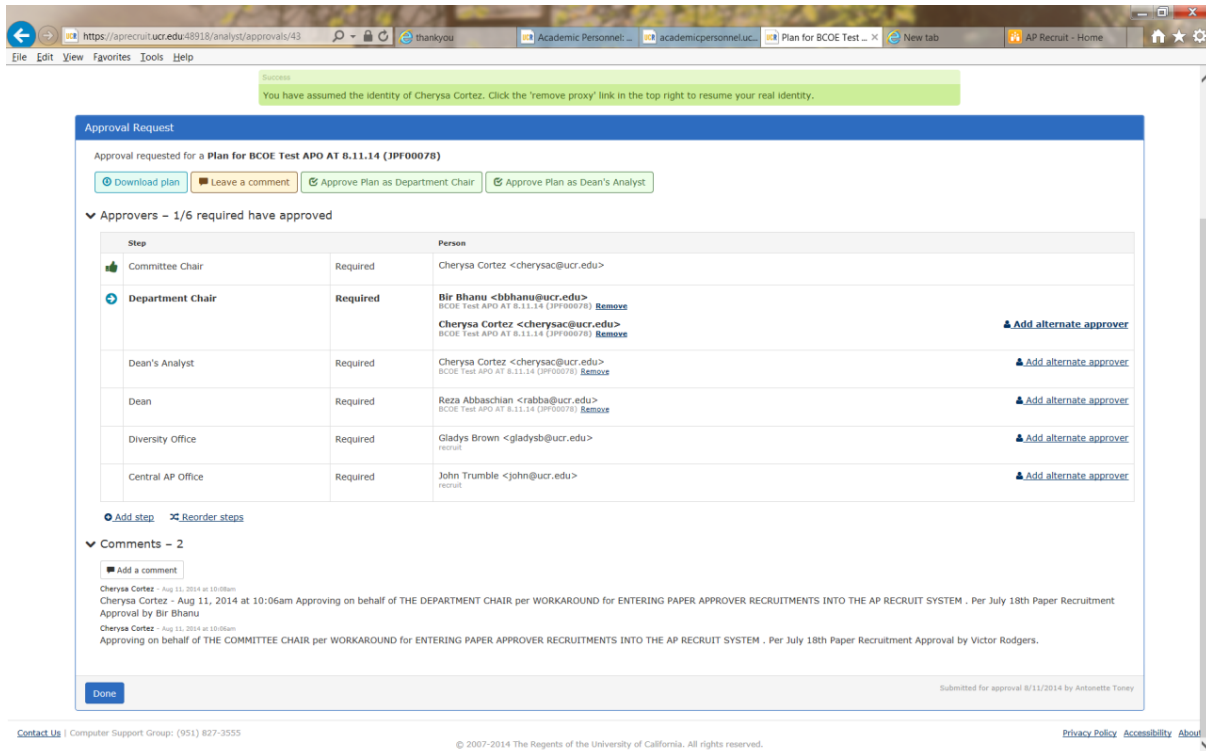 https://aprecruit.ucr.edu:48918/analyst/approvals/43
thankyou
Academic Personnel: ...
academicpersonnel.uc...
Plan for BCOE Test ...
New tab
AP Recruit - Home
File Edit View Favorites Tools Help
Success
You have assumed the identity of Cherysa Cortez. Click the 'remove proxy' link in the top right to resume your real identity.
Approval Request
Approval requested for a Plan for BCOE Test APO AT 8.11.14 (JPF00078)
Download plan Leave a comment Approve Plan as Department Chair Approve Plan as Dean's Analyst
Approvers – 1/6 required have approved
Step Person
Committee Chair Required Cherysa Cortez <cherysac@ucr.edu>
Department Chair Required Bir Bhanu <bbhanu@ucr.edu>
BCOE Test APO AT 8.11.14 (JPF00078) Remove
Cherysa Cortez <cherysac@ucr.edu> Add alternate approver
BCOE Test APO AT 8.11.14 (JPF00078) Remove
Dean's Analyst Required Cherysa Cortez <cherysac@ucr.edu> Add alternate approver
BCOE Test APO AT 8.11.14 (JPF00078) Remove
Dean Required Reza Abbaschian <rabba@ucr.edu> Add alternate approver
BCOE Test APO AT 8.11.14 (JPF00078) Remove
Diversity Office Required Gladys Brown <gladysb@ucr.edu> Add alternate approver
recruit
Central AP Office Required John Trumble <john@ucr.edu> Add alternate approver
recruit
Add step Reorder steps
Comments – 2
Add a comment
Cherysa Cortez - Aug 11, 2014 at 10:08am
Cherysa Cortez - Aug 11, 2014 at 10:06am Approving on behalf of THE DEPARTMENT CHAIR per WORKAROUND for ENTERING PAPER APPROVER RECRUITMENTS INTO THE AP RECRUIT SYSTEM . Per July 18th Paper Recruitment
Approval by Bir Bhanu
Cherysa Cortez - Aug 11, 2014 at 10:06am
Approving on behalf of THE COMMITTEE CHAIR per WORKAROUND for ENTERING PAPER APPROVER RECRUITMENTS INTO THE AP RECRUIT SYSTEM . Per July 18th Paper Recruitment Approval by Victor Rodgers.
Done
Submitted for approval 8/11/2014 by Antonette Toney
Contact Us | Computer Support Group: (951) 827-3555
Privacy Policy Accessibility About
© 2007-2014 The Regents of the University of California. All rights reserved.